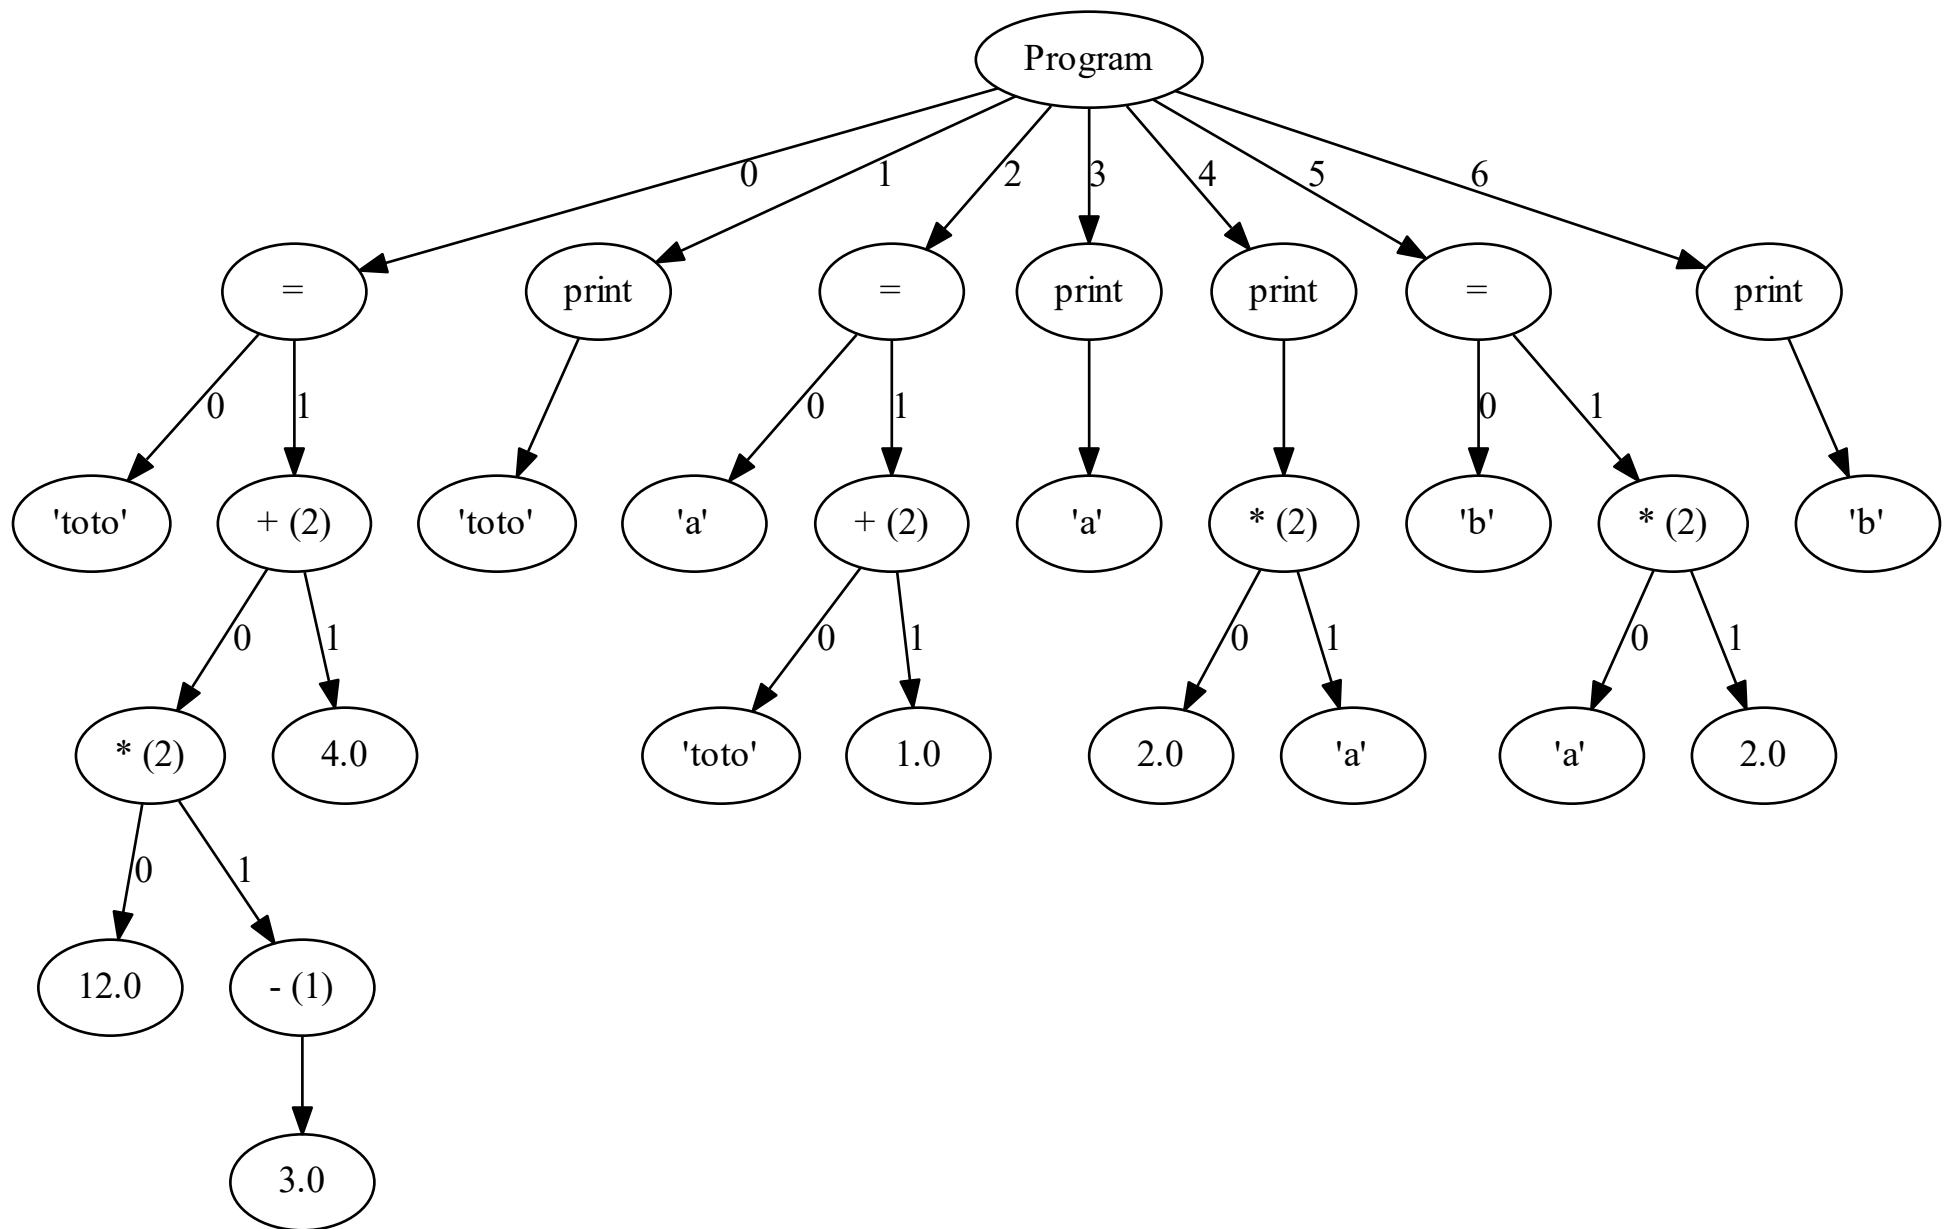 Program
0 1 2 3 4 5 6
= print = print print = print
0 1 0 1 0 1
'toto' + (2) 'toto' 'a' + (2) 'a' * (2) 'b' * (2) 'b'
0 1 0 1 0 1 0 1
* (2) 4.0 'toto' 1.0 2.0 'a' 'a' 2.0
0 1
12.0 - (1)
3.0